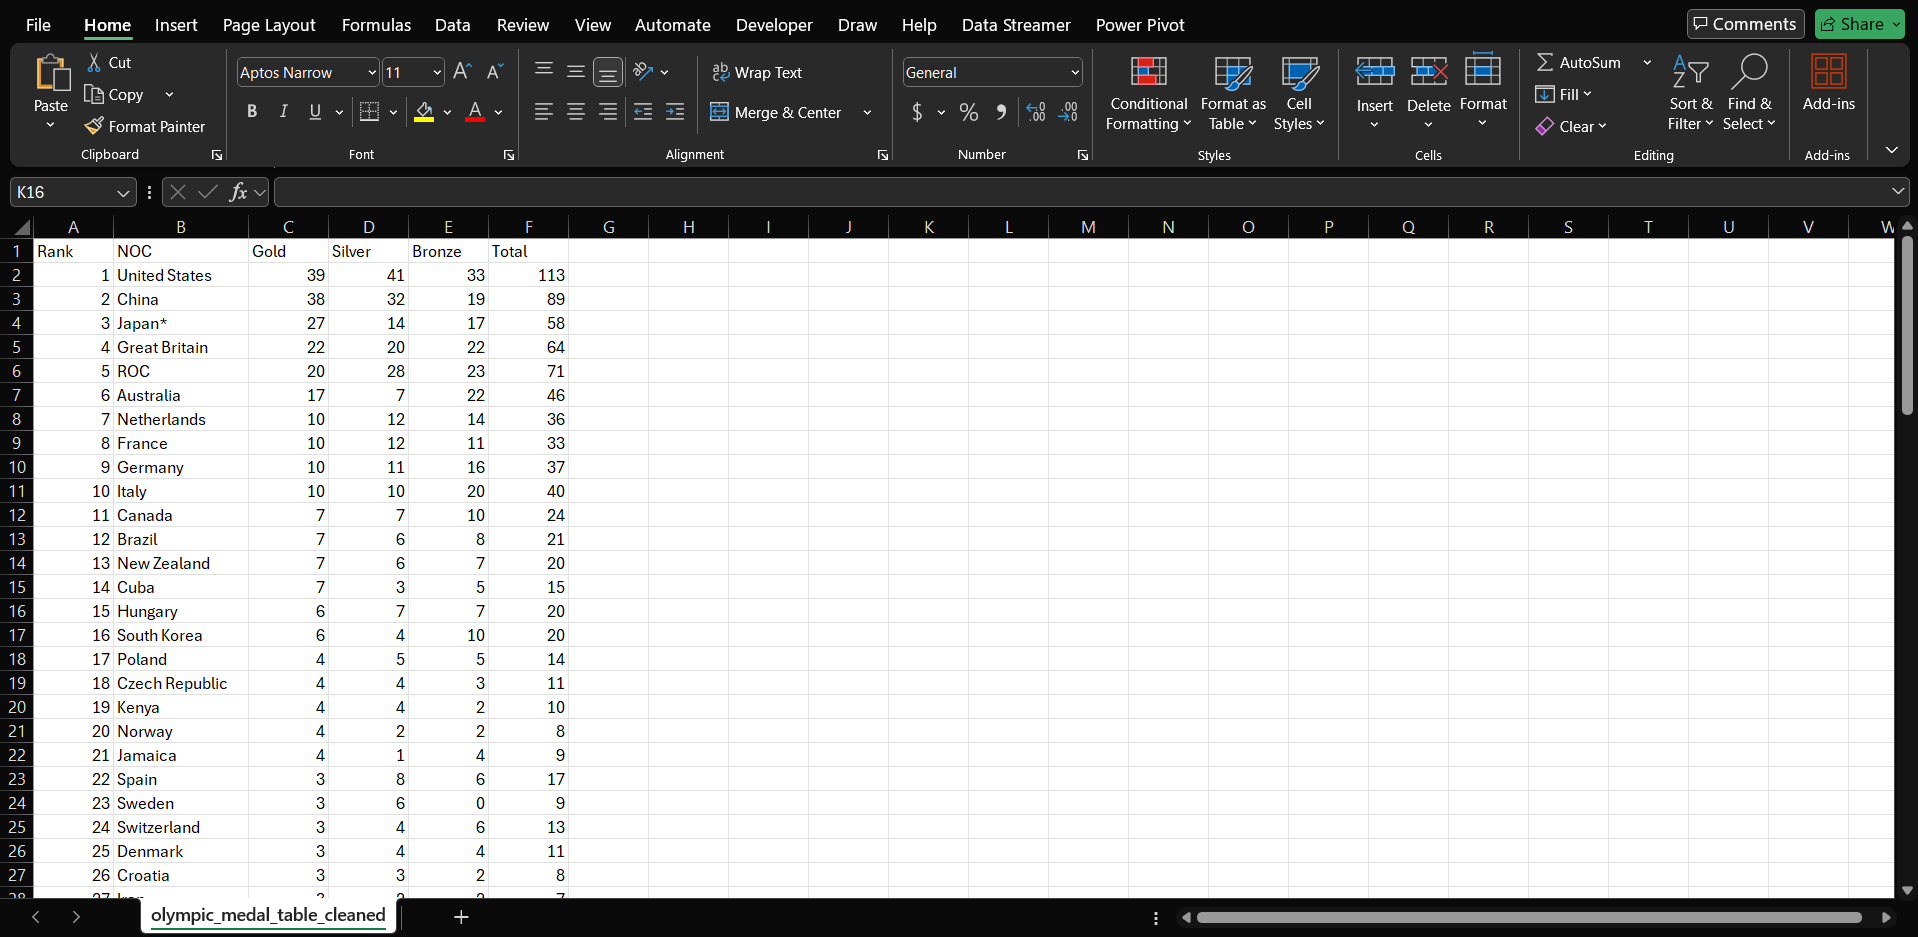 File Home Insert Page Layout Formulas Data Review View Automate Developer Draw Help Data Streamer Power Pivot Comments Share
Paste Cut Copy Format Painter
Clipboard
Aptos Narrow 11
B I U
Font
ab Wrap Text
Merge & Center
Alignment
General
$ % 9 .00 .0
Number
Conditional Formatting Format as Table Cell Styles
Styles
Insert Delete Format
Cells
AutoSum Fill Clear Sort & Filter Find & Select
Editing
Add-ins
Add-ins
K16 fx
A B C D E F G H I J K L M N O P Q R S T U V W
1 Rank NOC Gold Silver Bronze Total
2 1 United States 39 41 33 113
3 2 China 38 32 19 89
4 3 Japan* 27 14 17 58
5 4 Great Britain 22 20 22 64
6 5 ROC 20 28 23 71
7 6 Australia 17 7 22 46
8 7 Netherlands 10 12 14 36
9 8 France 10 12 11 33
10 9 Germany 10 11 16 37
11 10 Italy 10 10 20 40
12 11 Canada 7 7 10 24
13 12 Brazil 7 6 8 21
14 13 New Zealand 7 6 7 20
15 14 Cuba 7 3 5 15
16 15 Hungary 6 7 7 20
17 16 South Korea 6 4 10 20
18 17 Poland 4 5 5 14
19 18 Czech Republic 4 4 3 11
20 19 Kenya 4 4 2 10
21 20 Norway 4 2 2 8
22 21 Jamaica 4 1 4 9
23 22 Spain 3 8 6 17
24 23 Sweden 3 6 0 9
25 24 Switzerland 3 4 6 13
26 25 Denmark 3 4 4 11
27 26 Croatia 3 3 2 8
olympic_medal_table_cleaned